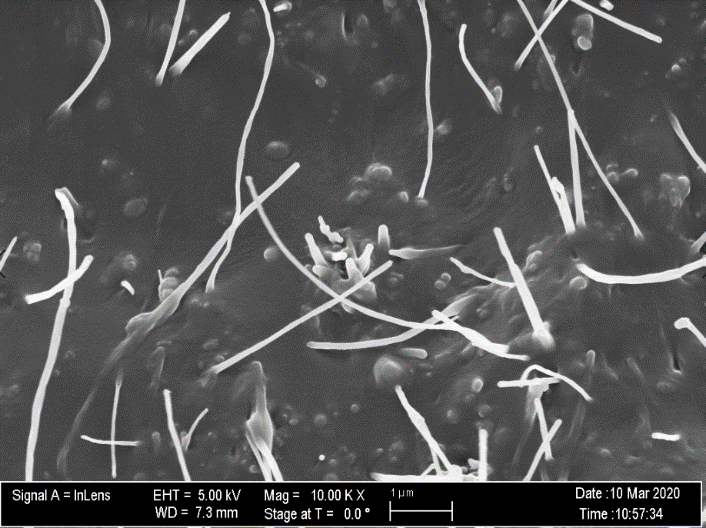 Signal A = InLens
EHT = 5.00 kV
Mag = 10.00 K X
1 µm
Date :10 Mar 2020
WD = 7.3 mm
Stage at T = 0.0 °
Time :10:57:34